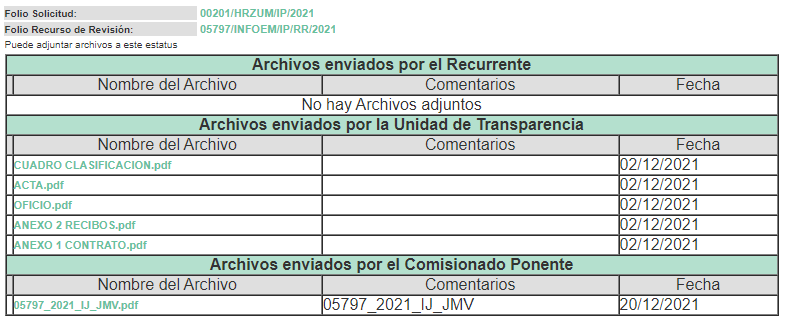 Folio Solicitud: 00201/HRZUM/IP/2021
Folio Recurso de Revisión: 05797/INFOEM/IP/RR/2021
Puede adjuntar archivos a este estatus
Archivos enviados por el Recurrente
Nombre del Archivo Comentarios Fecha
No hay Archivos adjuntos
Archivos enviados por la Unidad de Transparencia
Nombre del Archivo Comentarios Fecha
CUADRO CLASIFICACION.pdf 02/12/2021
ACTA.pdf 02/12/2021
OFICIO.pdf 02/12/2021
ANEXO 2 RECIBOS.pdf 02/12/2021
ANEXO 1 CONTRATO.pdf 02/12/2021
Archivos enviados por el Comisionado Ponente
Nombre del Archivo Comentarios Fecha
05797_2021_IJ_JMV.pdf 05797_2021_IJ_JMV 20/12/2021